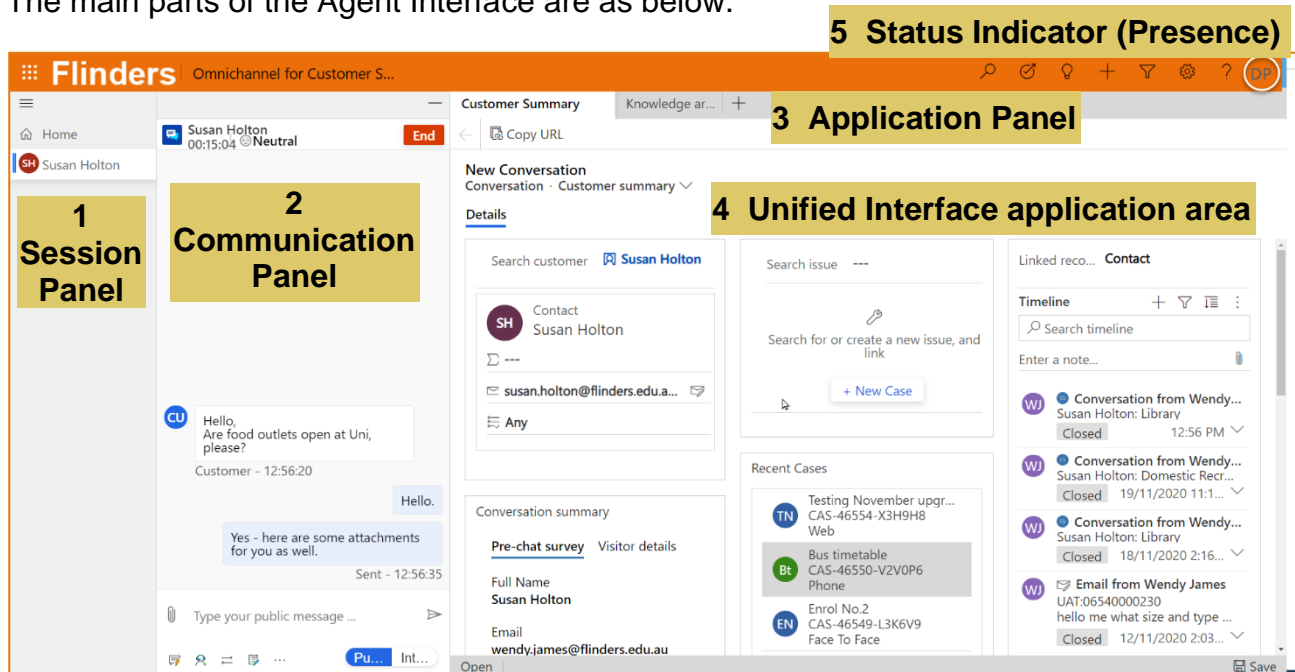 The main parts of the Agent Interface are as below.
5 Status Indicator (Presence)
Flinders Omnichannel for Customer S...
DP
Home
Susan Holton
SH
1
Session
Panel
Susan Holton
00:15:04 Neutral
End
2
Communication
Panel
CU
Hello,
Are food outlets open at Uni,
please?
Customer - 12:56:20
Hello.
Yes - here are some attachments
for you as well.
Sent - 12:56:35
Type your public message ...
Pu... Int...
Customer Summary Knowledge ar...
3 Application Panel
Copy URL
New Conversation
Conversation · Customer summary
4 Unified Interface application area
Details
Search customer Susan Holton
SH
Contact
Susan Holton
---
susan.holton@flinders.edu.a...
Any
Conversation summary
Pre-chat survey Visitor details
Full Name
Susan Holton
Email
wendy.james@flinders.edu.au
Search issue ---
Search for or create a new issue, and
link
+ New Case
Recent Cases
TN
Testing November upgr...
CAS-46554-X3H9H8
Web
Bt
Bus timetable
CAS-46550-V2V0P6
Phone
EN
Enrol No.2
CAS-46549-L3K6V9
Face To Face
Linked reco... Contact
Timeline
Search timeline
Enter a note...
WJ
Conversation from Wendy...
Susan Holton: Library
Closed 12:56 PM
WJ
Conversation from Wendy...
Susan Holton: Domestic Recr...
Closed 19/11/2020 11:1...
WJ
Conversation from Wendy...
Susan Holton: Library
Closed 18/11/2020 2:16...
WJ
Email from Wendy James
UAT:06540000230
hello me what size and type ...
Closed 12/11/2020 2:03...
Open
Save